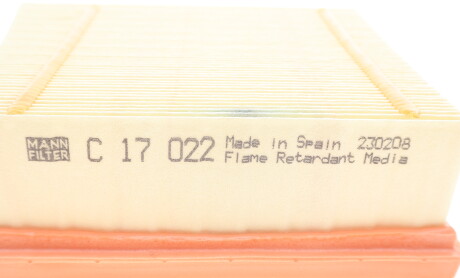 MANN FILTER C 17 022 Made in Spain 230208
Flame Retardant Media